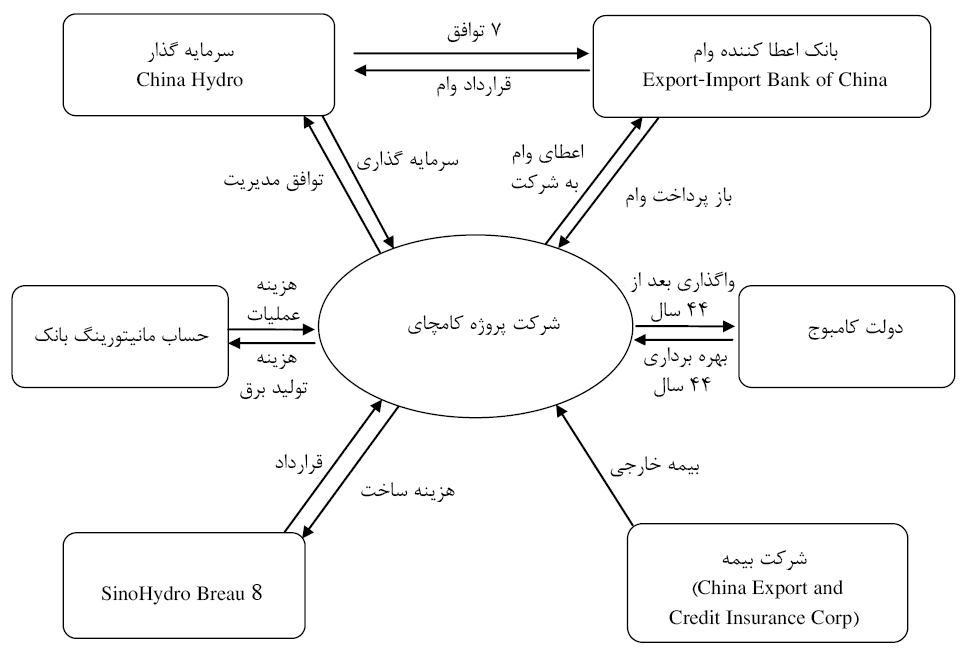 سرمایه گذار
China Hydro
۷ توافق
قرارداد وام
بانک اعطا کننده وام
Export-Import Bank of China
توافق مدیریت
سرمایه گذاری
اعطای وام
به شرکت
باز پرداخت وام
حساب مانیتورینگ بانک
هزینه
عملیات
هزینه
تولید برق
شرکت پروژه کامچای
واگذاری بعد از
۴۴ سال
بهره برداری
۴۴ سال
دولت کامبوج
قرارداد
هزینه ساخت
بیمه خارجی
SinoHydro Breau 8
شرکت بیمه
(China Export and
Credit Insurance Corp)